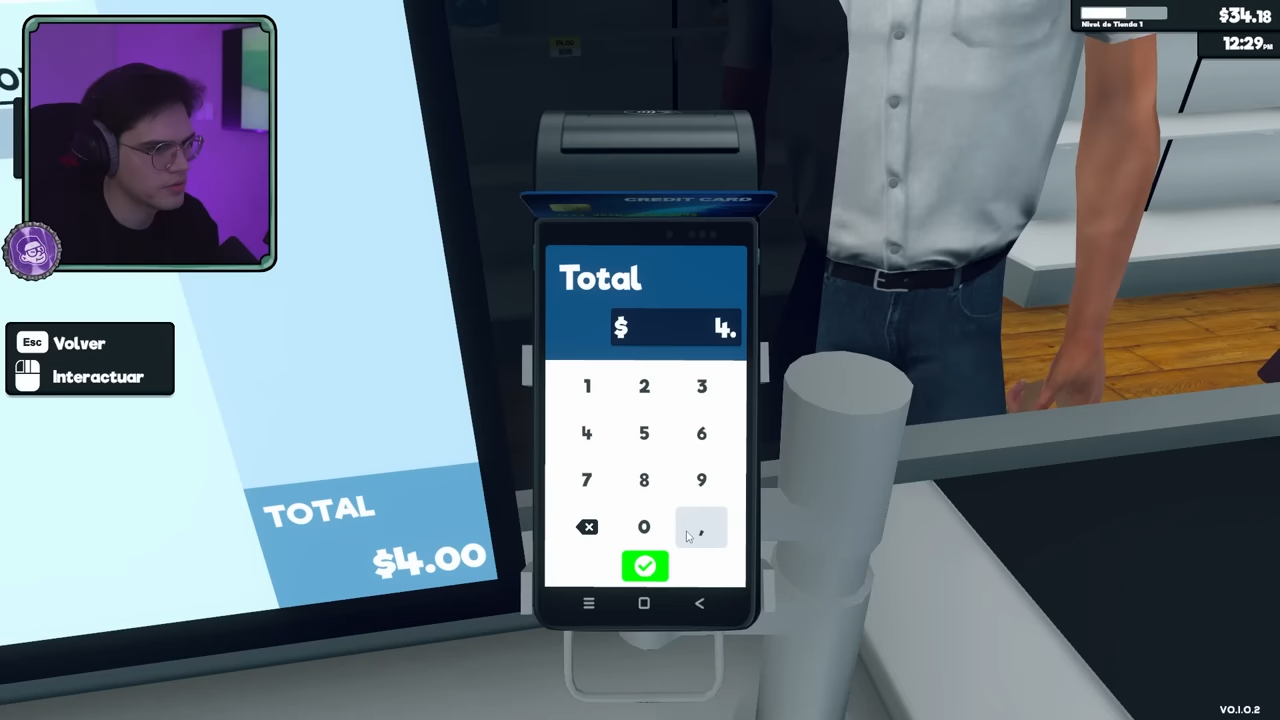 $34.18
Nivel de Tienda 1
12:29PM
CREDIT CARD
Total
$ 4.
Esc Volver
Interactuar
1 2 3
4 5 6
7 8 9
0 ,
TOTAL
$4.00
V0.1.0.2